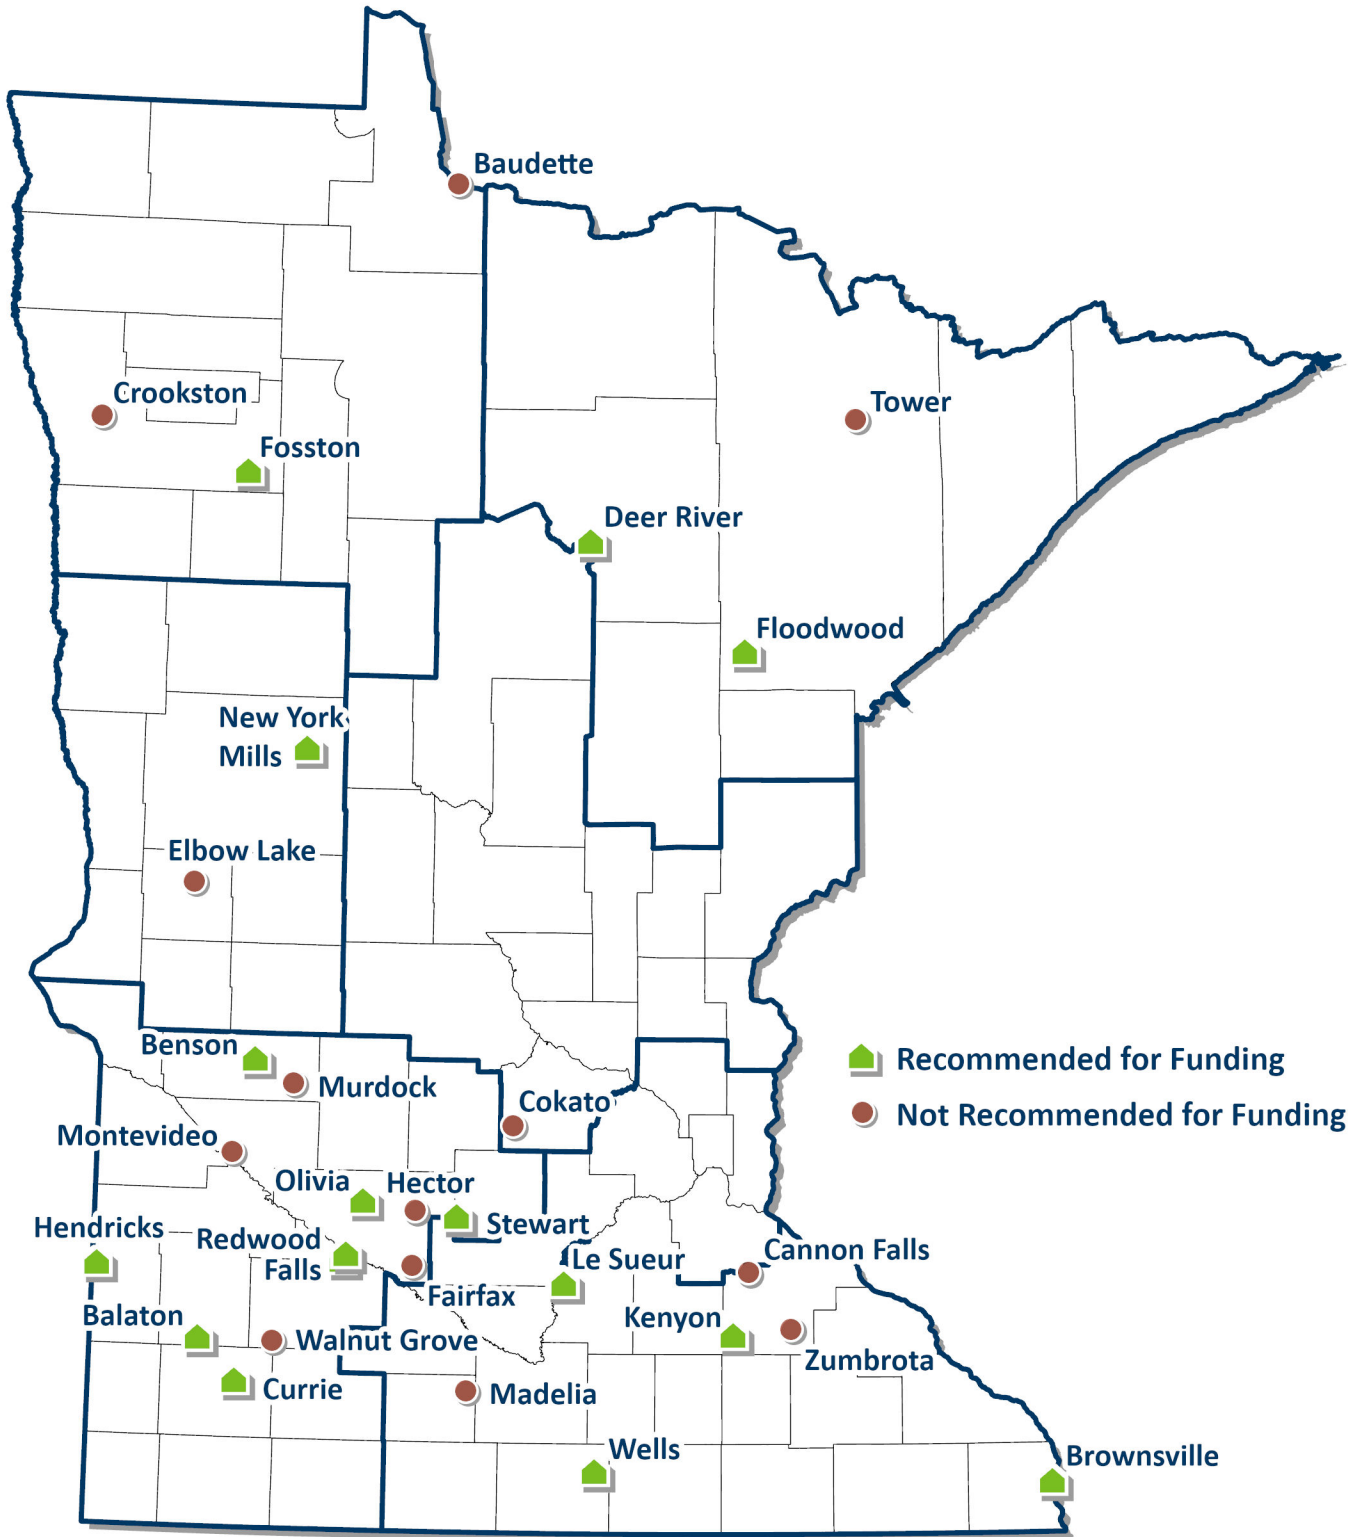 Baudette
Crookston
Tower
Fosston
Deer River
Floodwood
New York
Mills
Elbow Lake
Benson
Murdock
Recommended for Funding
Not Recommended for Funding
Cokato
Montevideo
Olivia
Hector
Stewart
Hendricks
Redwood
Falls
Le Sueur
Cannon Falls
Fairfax
Balaton
Kenyon
Walnut Grove
Zumbrota
Currie
Madelia
Wells
Brownsville